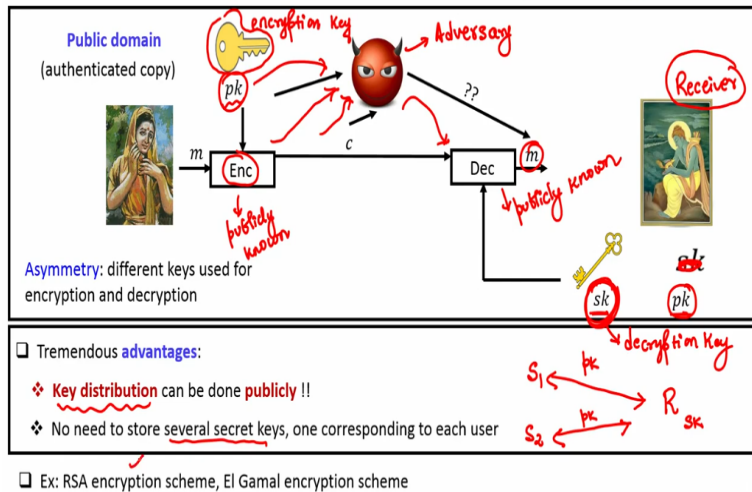 encryption key
Public domain
(authenticated copy)
pk
Adversary
Receiver
??
m
Enc
c
Dec
m
publicly known
publicly known
Asymmetry: different keys used for
encryption and decryption
sk
sk
pk
decryption key
❑ Tremendous advantages:
❖ Key distribution can be done publicly !!
❖ No need to store several secret keys, one corresponding to each user
S1 pk
R sk
S2 pk
❑ Ex: RSA encryption scheme, El Gamal encryption scheme